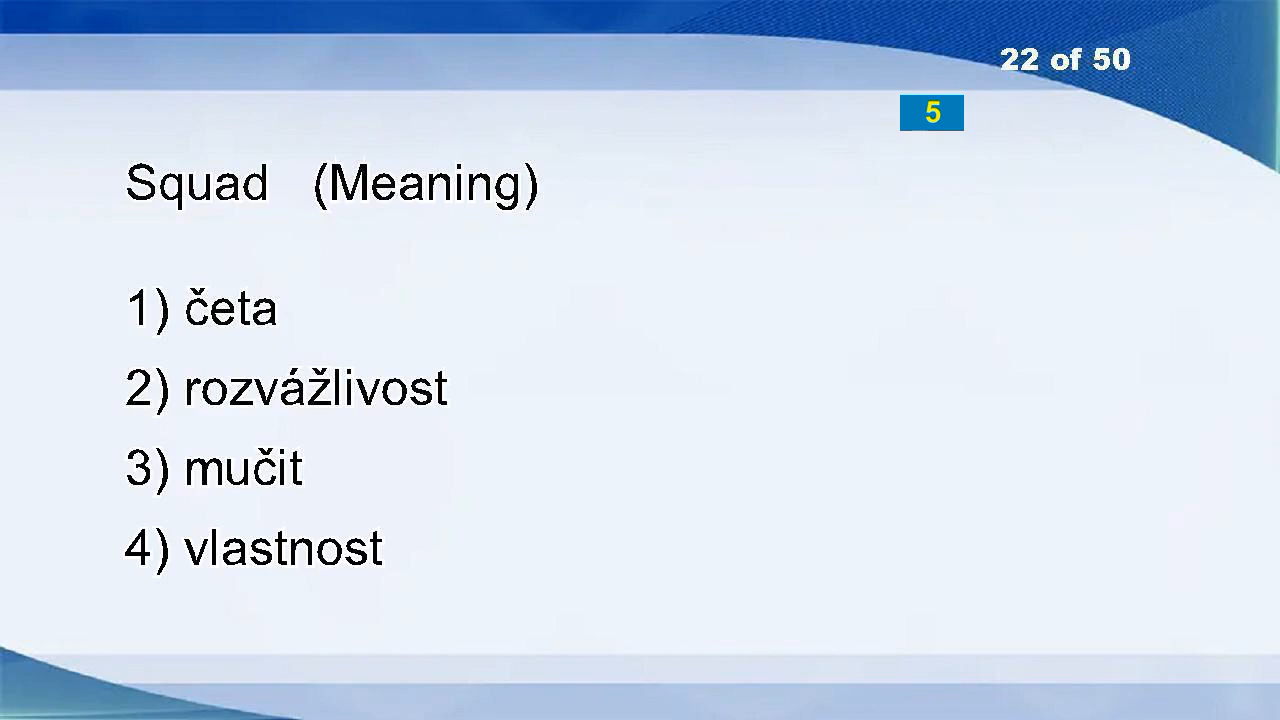 22 of 50
5
Squad (Meaning)
1) četa
2) rozvážlivost
3) mučit
4) vlastnost